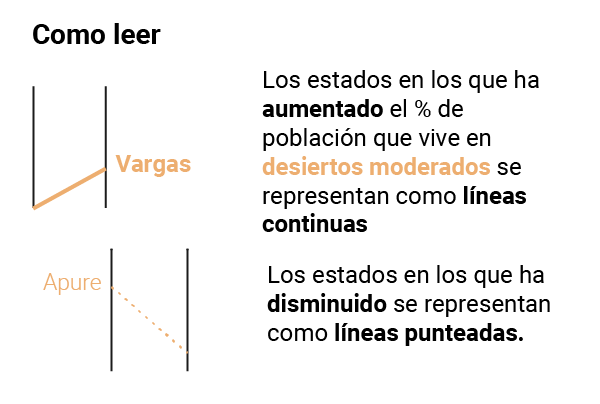 Como leer
Los estados en los que ha
aumentado el % de
población que vive en
desiertos moderados se
representan como líneas
continuas
Vargas
Apure
Los estados en los que ha
disminuido se representan
como líneas punteadas.